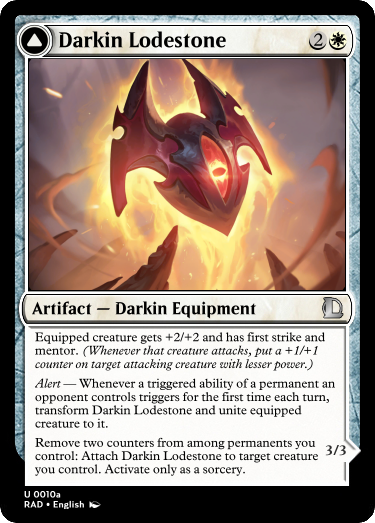 Darkin Lodestone 2
Artifact — Darkin Equipment
Equipped creature gets +2/+2 and has first strike and
mentor. (Whenever that creature attacks, put a +1/+1
counter on target attacking creature with lesser power.)
Alert — Whenever a triggered ability of a permanent an
opponent controls triggers for the first time each turn,
transform Darkin Lodestone and unite equipped
creature to it.
Remove two counters from among permanents you
control: Attach Darkin Lodestone to target creature
you control. Activate only as a sorcery.
3/3
U 0010a
RAD • English